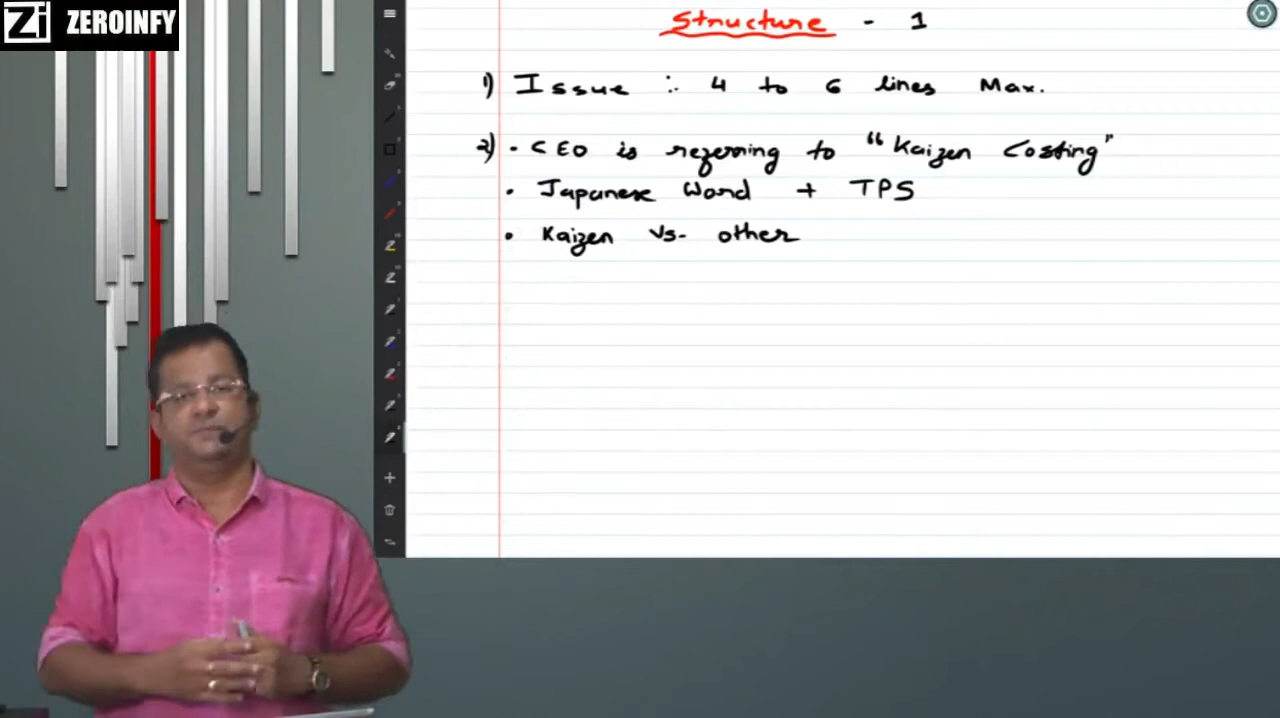 Zi ZEROINFY
Structure - 1
1) Issue :- 4 to 6 lines Max.
2) • CEO is referring to "Kaizen Costing"
• Japanese Word + TPS
• Kaizen Vs. other